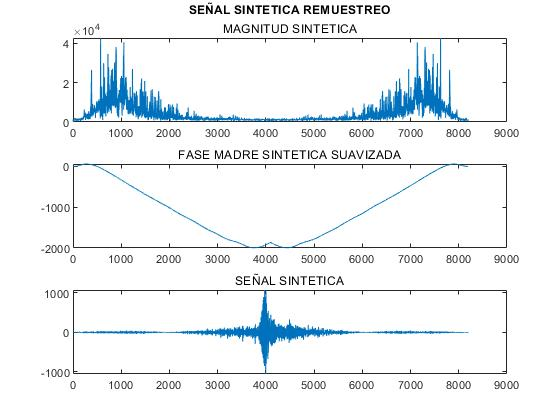 SEÑAL SINTETICA REMUESTREO
MAGNITUD SINTETICA
×10⁴
4
2
0
0 1000 2000 3000 4000 5000 6000 7000 8000 9000
FASE MADRE SINTETICA SUAVIZADA
0
-1000
-2000
0 1000 2000 3000 4000 5000 6000 7000 8000 9000
SEÑAL SINTETICA
1000
0
-1000
0 1000 2000 3000 4000 5000 6000 7000 8000 9000